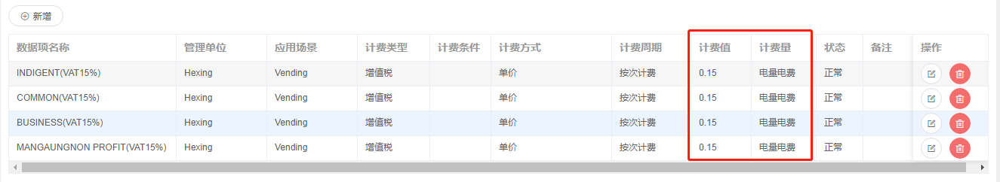 新增
数据项名称 管理单位 应用场景 计费类型 计费条件 计费方式 计费周期 计费值 计费量 状态 备注 操作
INDIGENT(VAT15%) Hexing Vending 增值税 单价 按次计费 0.15 电量电费 正常
COMMON(VAT15%) Hexing Vending 增值税 单价 按次计费 0.15 电量电费 正常
BUSINESS(VAT15%) Hexing Vending 增值税 单价 按次计费 0.15 电量电费 正常
MANGAUNGNON PROFIT(VAT15%) Hexing Vending 增值税 单价 按次计费 0.15 电量电费 正常